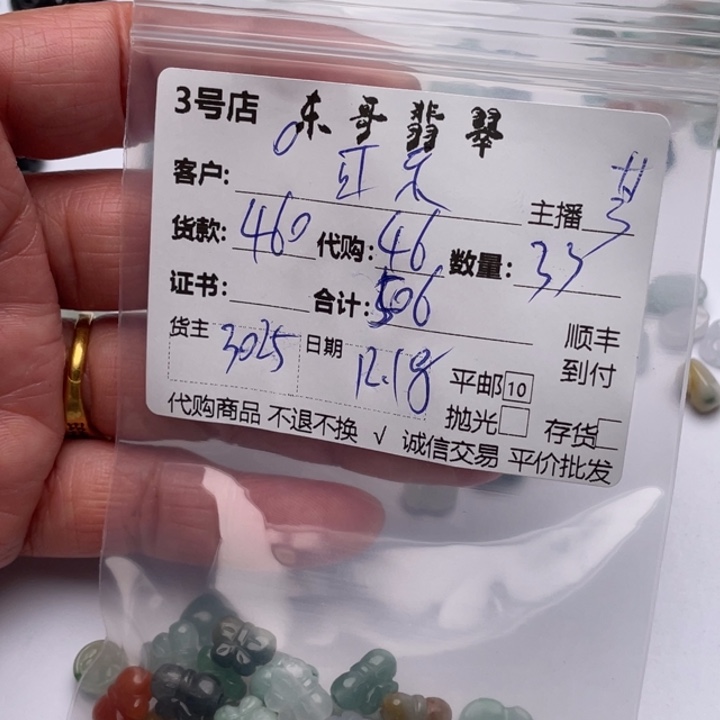 3号店 东哥翡翠
客户: 红 主播
货款: 460 代购: 46 数量: 33
证书: 合计: 506 顺丰
货主 3025 日期 12.18 到付
平邮 10
抛光 存货
代购商品 不退不换 √ 诚信交易 平价批发